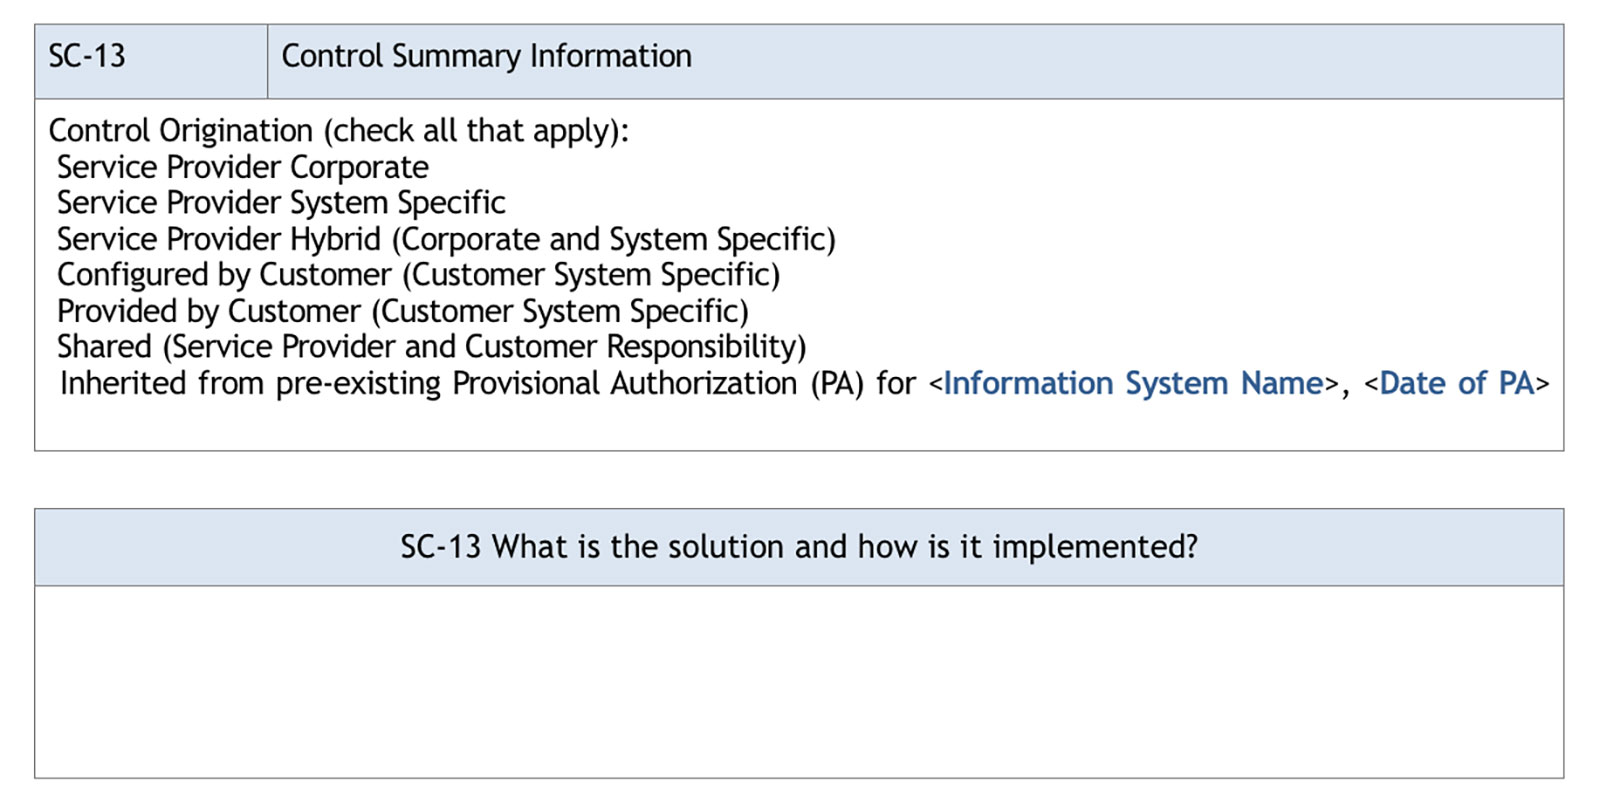 SC-13
Control Summary Information
Control Origination (check all that apply):
Service Provider Corporate
Service Provider System Specific
Service Provider Hybrid (Corporate and System Specific)
Configured by Customer (Customer System Specific)
Provided by Customer (Customer System Specific)
Shared (Service Provider and Customer Responsibility)
Inherited from pre-existing Provisional Authorization (PA) for <Information System Name>, <Date of PA>
SC-13 What is the solution and how is it implemented?